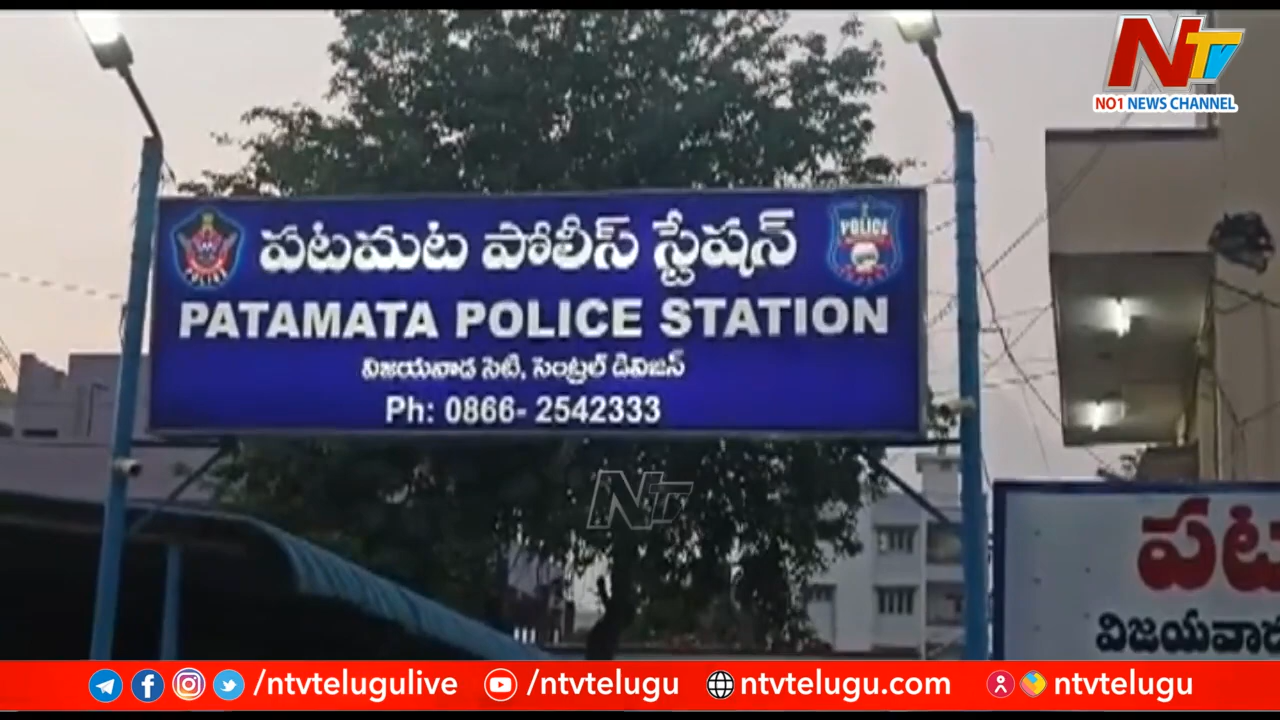 NTV
NO1 NEWS CHANNEL
పటమట పోలీస్ స్టేషన్
POLICE
POLICE
PATAMATA POLICE STATION
విజయవాడ సిటి, సెంట్రల్ డివిజన్
Ph: 0866- 2542333
NTV
పట
విజయవాడ
/ntvtelugulive /ntvtelugu ntvtelugu.com ntvtelugu